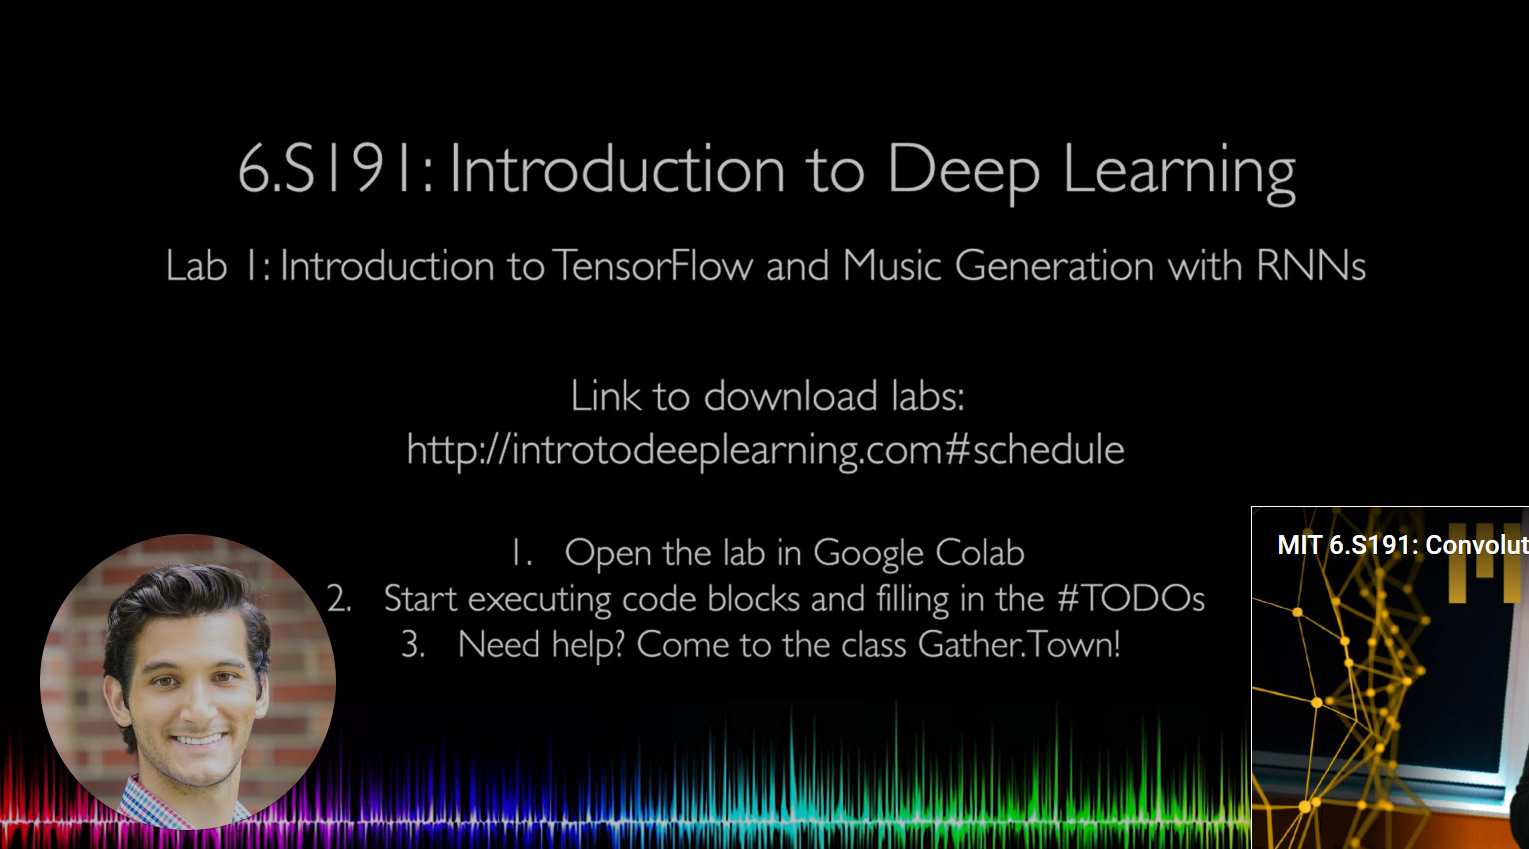 6.S191: Introduction to Deep Learning
Lab 1: Introduction to TensorFlow and Music Generation with RNNs
Link to download labs:
http://introtodeeplearning.com#schedule
1. Open the lab in Google Colab
2. Start executing code blocks and filling in the #TODOs
3. Need help? Come to the class Gather.Town!
MIT 6.S191: Convolut